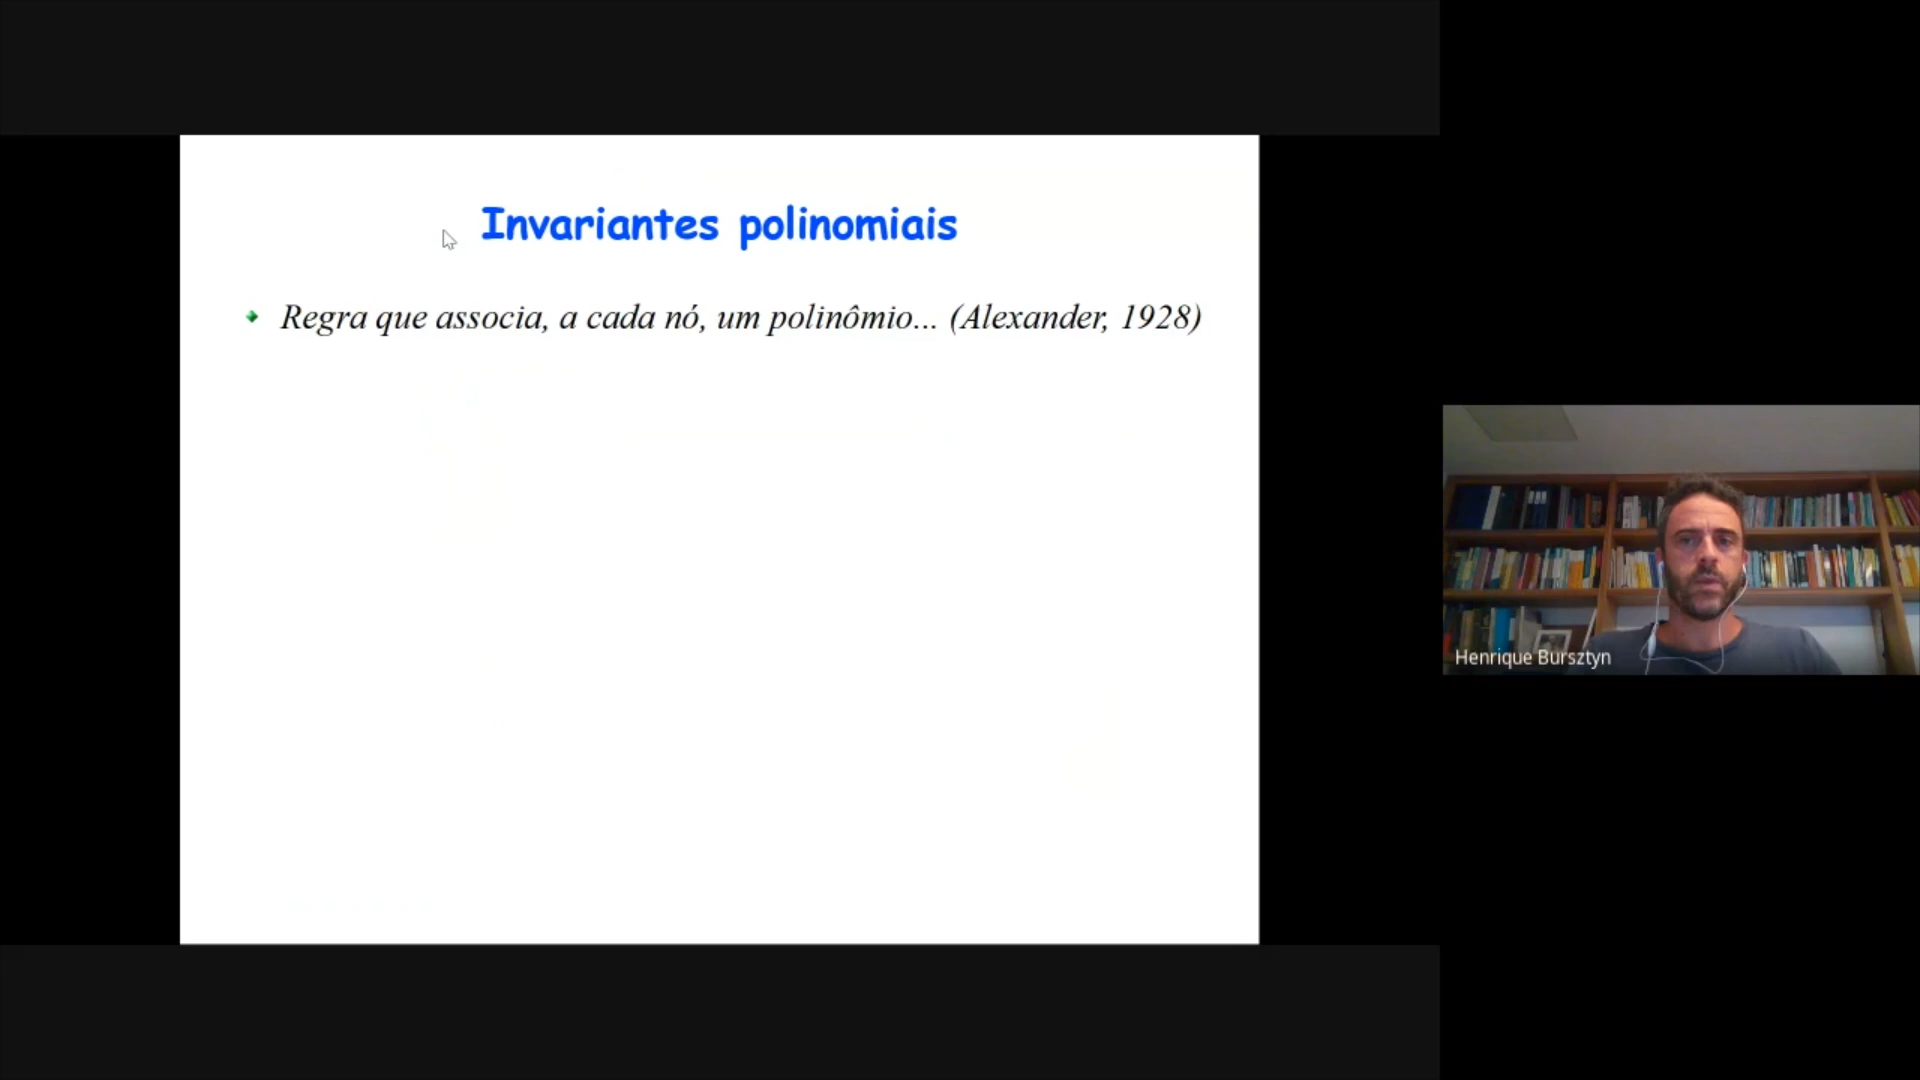 Invariantes polinomiais
Regra que associa, a cada nó, um polinômio... (Alexander, 1928)
Henrique Bursztyn